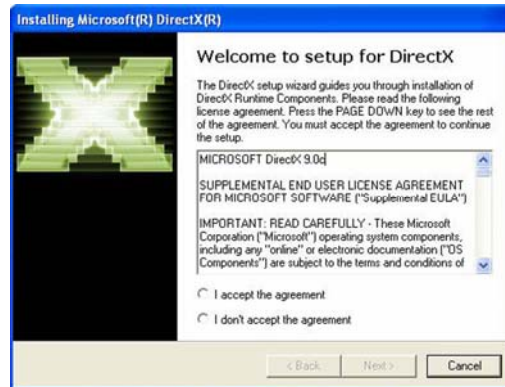 Installing Microsoft(R) DirectX(R)
Welcome to setup for DirectX
The DirectX setup wizard guides you through installation of
DirectX Runtime Components. Please read the following
license agreement. Press the PAGE DOWN key to see the rest
of the agreement. You must accept the agreement to continue
the setup.
MICROSOFT DirectX 9.0c
SUPPLEMENTAL END USER LICENSE AGREEMENT
FOR MICROSOFT SOFTWARE ("Supplemental EULA")
IMPORTANT: READ CAREFULLY - These Microsoft
Corporation ("Microsoft") operating system components,
including any "online" or electronic documentation ("OS
Components") are subject to the terms and conditions of
I accept the agreement
I don't accept the agreement
< Back
Next >
Cancel